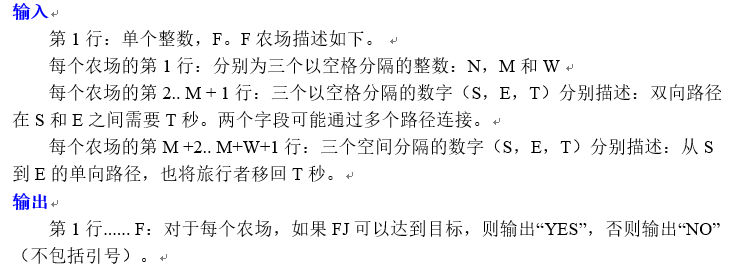 输入
第 1 行：单个整数，F。F 农场描述如下。
每个农场的第 1 行：分别为三个以空格分隔的整数：N，M 和 W
每个农场的第 2.. M + 1 行：三个以空格分隔的数字（S，E，T）分别描述：双向路径
在 S 和 E 之间需要 T 秒。两个字段可能通过多个路径连接。
每个农场的第 M +2.. M+W+1 行：三个空间分隔的数字（S，E，T）分别描述：从 S
到 E 的单向路径，也将旅行者移回 T 秒。
输出
第 1 行...... F：对于每个农场，如果 FJ 可以达到目标，则输出“YES”，否则输出“NO”
（不包括引号）。